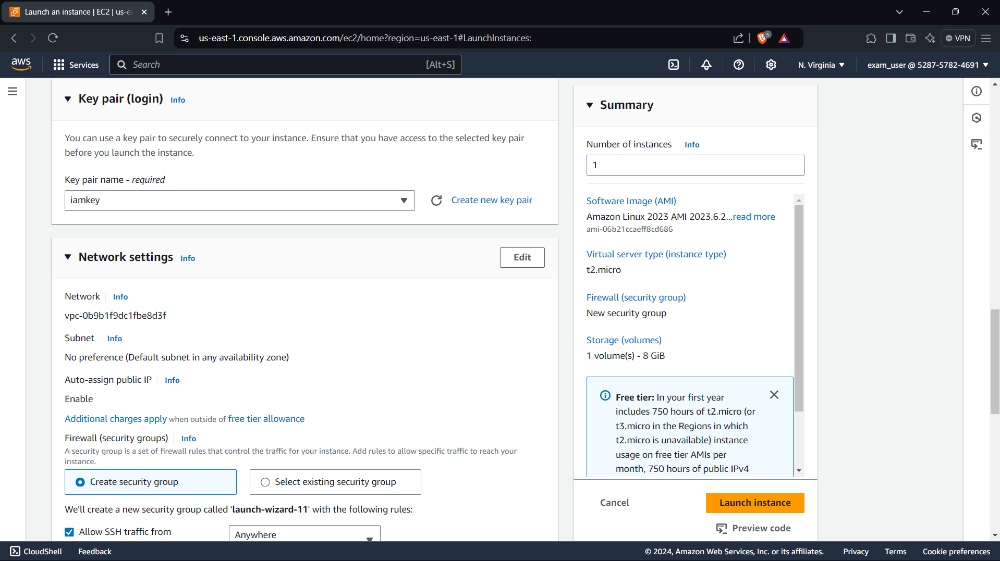 Launch an instance | EC2 | us-ea
us-east-1.console.aws.amazon.com/ec2/home?region=us-east-1#LaunchInstances:
5
VPN
aws
Services
Search
[Alt+S]
N. Virginia
exam_user @ 5287-5782-4691
Key pair (login) Info
You can use a key pair to securely connect to your instance. Ensure that you have access to the selected key pair
before you launch the instance.
Key pair name - required
iamkey
Create new key pair
Network settings Info
Edit
Network Info
vpc-0b9b1f9dc1fbe8d3f
Subnet Info
No preference (Default subnet in any availability zone)
Auto-assign public IP Info
Enable
Additional charges apply when outside of free tier allowance
Firewall (security groups) Info
A security group is a set of firewall rules that control the traffic for your instance. Add rules to allow specific traffic to reach your
instance.
Create security group
Select existing security group
We'll create a new security group called 'launch-wizard-11' with the following rules:
Allow SSH traffic from
Anywhere
Summary
Number of instances Info
1
Software Image (AMI)
Amazon Linux 2023 AMI 2023.6.2...read more
ami-06b21ccaeff8cd686
Virtual server type (instance type)
t2.micro
Firewall (security group)
New security group
Storage (volumes)
1 volume(s) - 8 GiB
Free tier: In your first year
includes 750 hours of t2.micro (or
t3.micro in the Regions in which
t2.micro is unavailable) instance
usage on free tier AMIs per
month, 750 hours of public IPv4
Cancel
Launch instance
Preview code
CloudShell
Feedback
© 2024, Amazon Web Services, Inc. or its affiliates.
Privacy
Terms
Cookie preferences